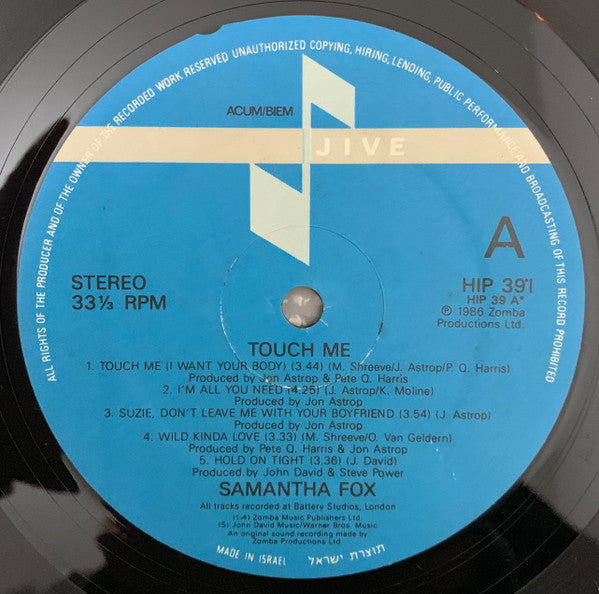 ALL RIGHTS OF THE PRODUCER AND OF THE OWNER OF THE RECORDED WORK RESERVED UNAUTHORIZED COPYING, HIRING, LENDING, PUBLIC PERFORMANCE AND BROADCASTING OF THIS RECORD PROHIBITED
ACUM/BIEM
JIVE
A
STEREO
33⅓ RPM
HIP 391
HIP 39 A*
℗ 1986 Zomba
Productions Ltd.
TOUCH ME
1. TOUCH ME (I WANT YOUR BODY) (3.44) (M. Shreeve/J. Astrop/P. Q. Harris)
Produced by Jon Astrop & Pete Q. Harris
2. I'M ALL YOU NEED (4.25) (J. Astrop/K. Moline)
Produced by Jon Astrop
3. SUZIE, DON'T LEAVE ME WITH YOUR BOYFRIEND (3.54) (J. Astrop)
Produced by Jon Astrop
4. WILD KINDA LOVE (3.33) (M. Shreeve/O. Van Geldern)
Produced by Pete Q. Harris & Jon Astrop
5. HOLD ON TIGHT (3.36) (J. David)
Produced by John David & Steve Power
SAMANTHA FOX
All tracks recorded at Battery Studios, London
(1-4) Zomba Music Publishers Ltd
(5) John David Music/Warner Bros. Music
An original sound recording made by
Zomba Productions Ltd
MADE IN ISRAEL תוצרת ישראל